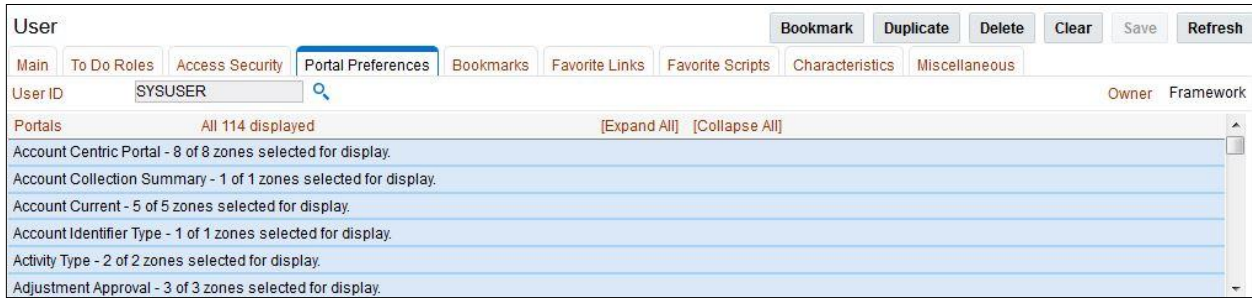 User Bookmark Duplicate Delete Clear Save Refresh
Main To Do Roles Access Security Portal Preferences Bookmarks Favorite Links Favorite Scripts Characteristics Miscellaneous
User ID SYSUSER Owner Framework
Portals All 114 displayed [Expand All] [Collapse All]
Account Centric Portal - 8 of 8 zones selected for display.
Account Collection Summary - 1 of 1 zones selected for display.
Account Current - 5 of 5 zones selected for display.
Account Identifier Type - 1 of 1 zones selected for display.
Activity Type - 2 of 2 zones selected for display.
Adjustment Approval - 3 of 3 zones selected for display.